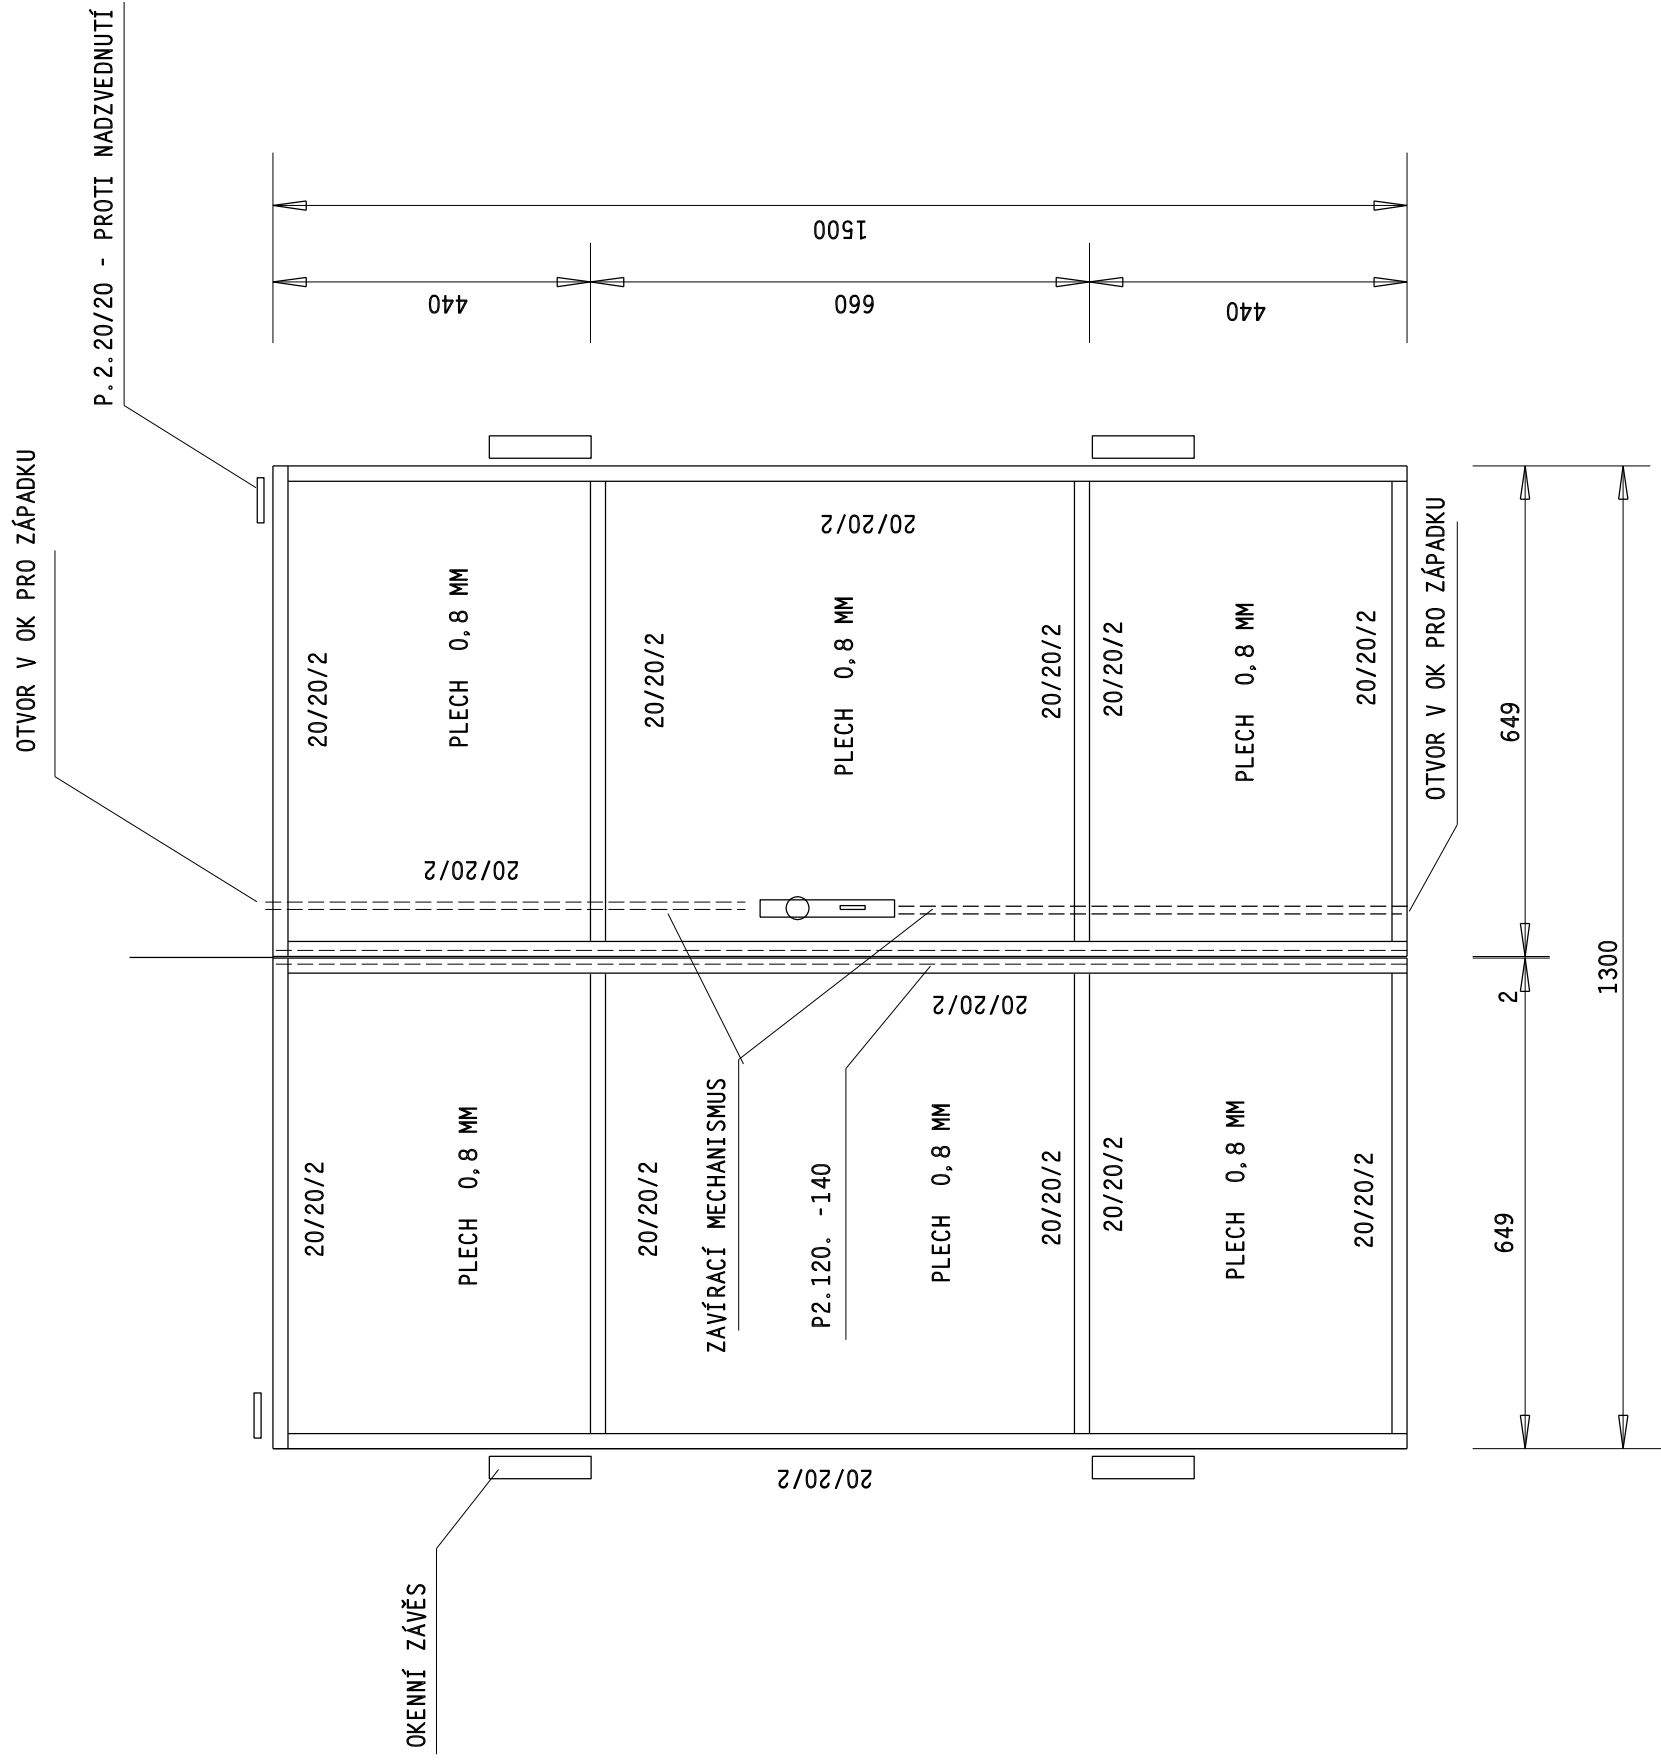 OTVOR V OK PRO ZÁPADKU
P.2.20/20 - PROTI NADZVEDNUTÍ
1500
440
660
440
20/20/2
PLECH 0,8 MM
20/20/2
20/20/2
PLECH 0,8 MM
20/20/2
20/20/2
20/20/2
PLECH 0,8 MM
20/20/2
OTVOR V OK PRO ZÁPADKU
20/20/2
20/20/2
PLECH 0,8 MM
20/20/2
ZAVÍRACÍ MECHANISMUS
P2.120. -140
20/20/2
PLECH 0,8 MM
20/20/2
20/20/2
PLECH 0,8 MM
20/20/2
649
2
649
1300
20/20/2
OKENNÍ ZÁVĚS